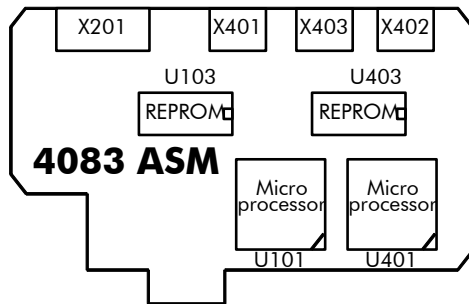 X201 X401 X403 X402
U103 U403
REPROM REPROM
4083 ASM
Micro Micro
processor processor
U101 U401